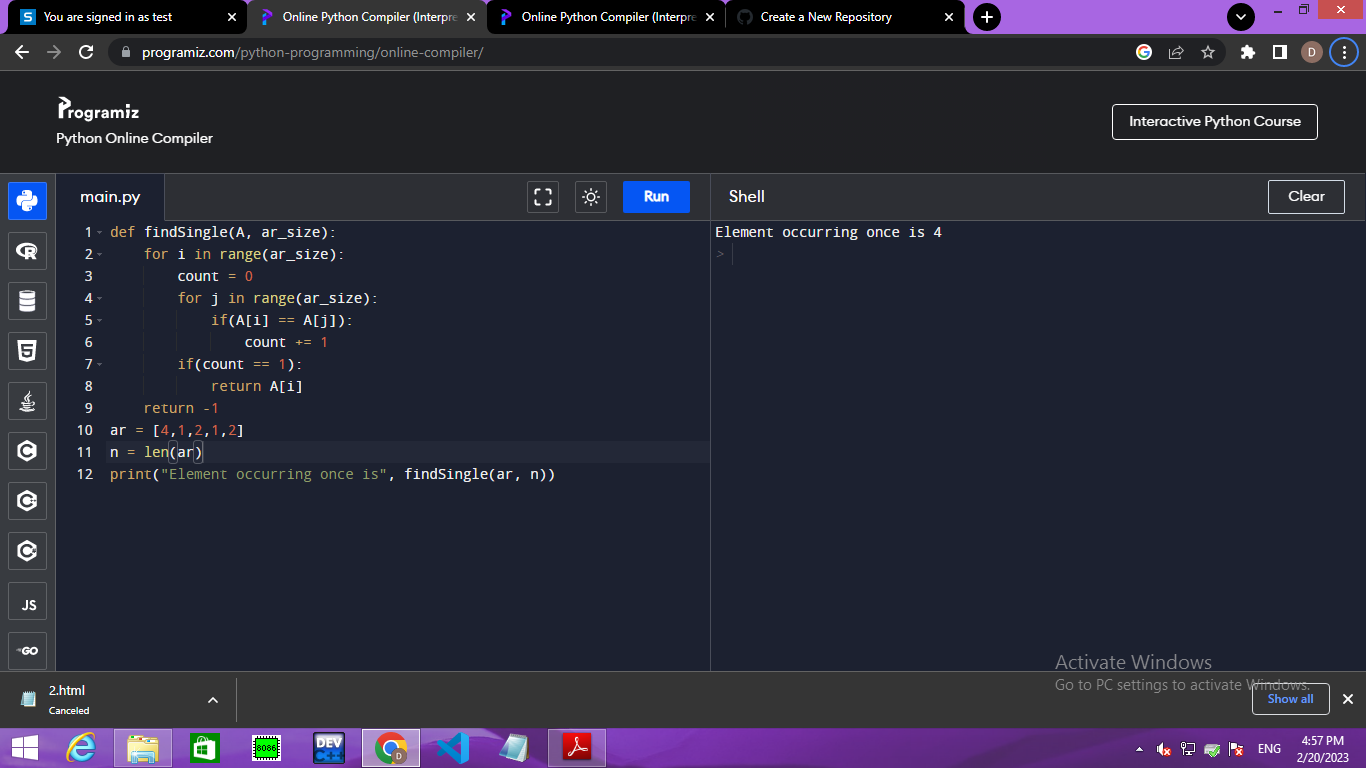 You are signed in as test
Online Python Compiler (Interpre
Online Python Compiler (Interpre
Create a New Repository
programiz.com/python-programming/online-compiler/
D
Programiz
Python Online Compiler
Interactive Python Course
main.py
Run
Shell
Clear
1 def findSingle(A, ar_size):
2     for i in range(ar_size):
3         count = 0
4         for j in range(ar_size):
5             if(A[i] == A[j]):
6                 count += 1
7         if(count == 1):
8             return A[i]
9     return -1
10 ar = [4,1,2,1,2]
11 n = len(ar)
12 print("Element occurring once is", findSingle(ar, n))
Element occurring once is 4
>
R
5
C
C
C
JS
GO
Activate Windows
Go to PC settings to activate Windows.
2.html
Canceled
Show all
8086
DEV
C++
D
ENG
4:57 PM
2/20/2023